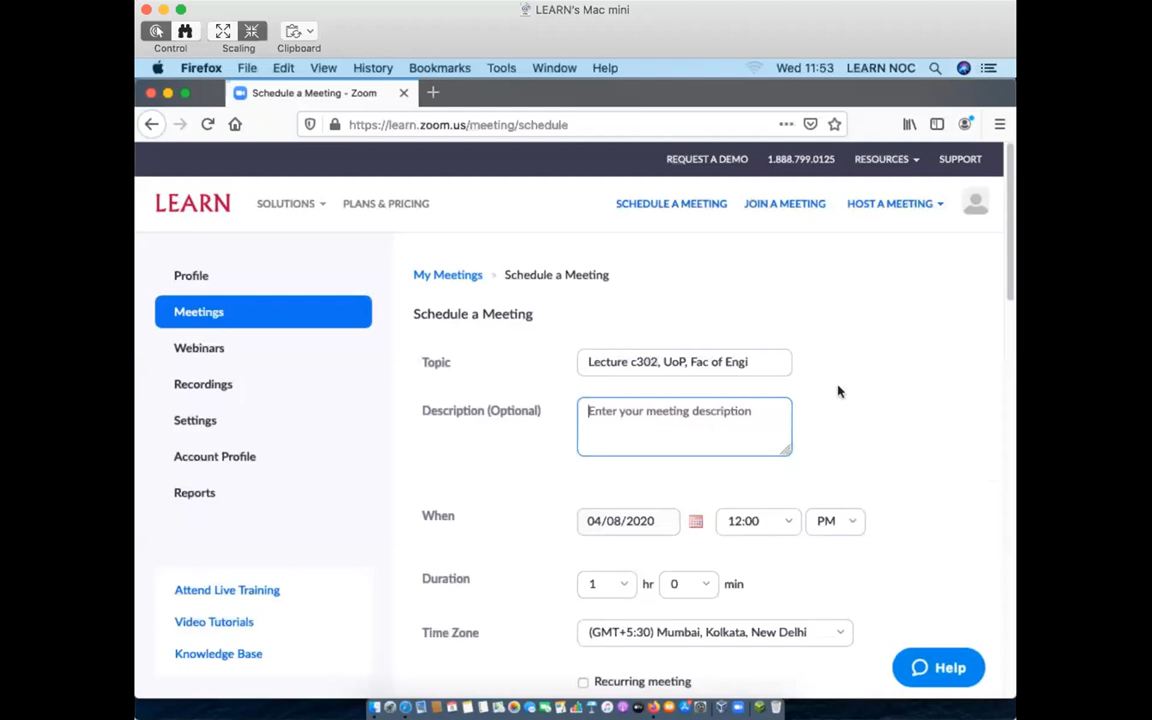 LEARN's Mac mini
Control Scaling Clipboard
Firefox File Edit View History Bookmarks Tools Window Help Wed 11:53 LEARN NOC
Schedule a Meeting - Zoom
https://learn.zoom.us/meeting/schedule
REQUEST A DEMO 1.888.799.0125 RESOURCES SUPPORT
LEARN SOLUTIONS PLANS & PRICING SCHEDULE A MEETING JOIN A MEETING HOST A MEETING
Profile
Meetings
Webinars
Recordings
Settings
Account Profile
Reports
Attend Live Training
Video Tutorials
Knowledge Base
My Meetings > Schedule a Meeting
Schedule a Meeting
Topic Lecture c302, UoP, Fac of Engi
Description (Optional) Enter your meeting description
When 04/08/2020 12:00 PM
Duration 1 hr 0 min
Time Zone (GMT+5:30) Mumbai, Kolkata, New Delhi
Recurring meeting
Help